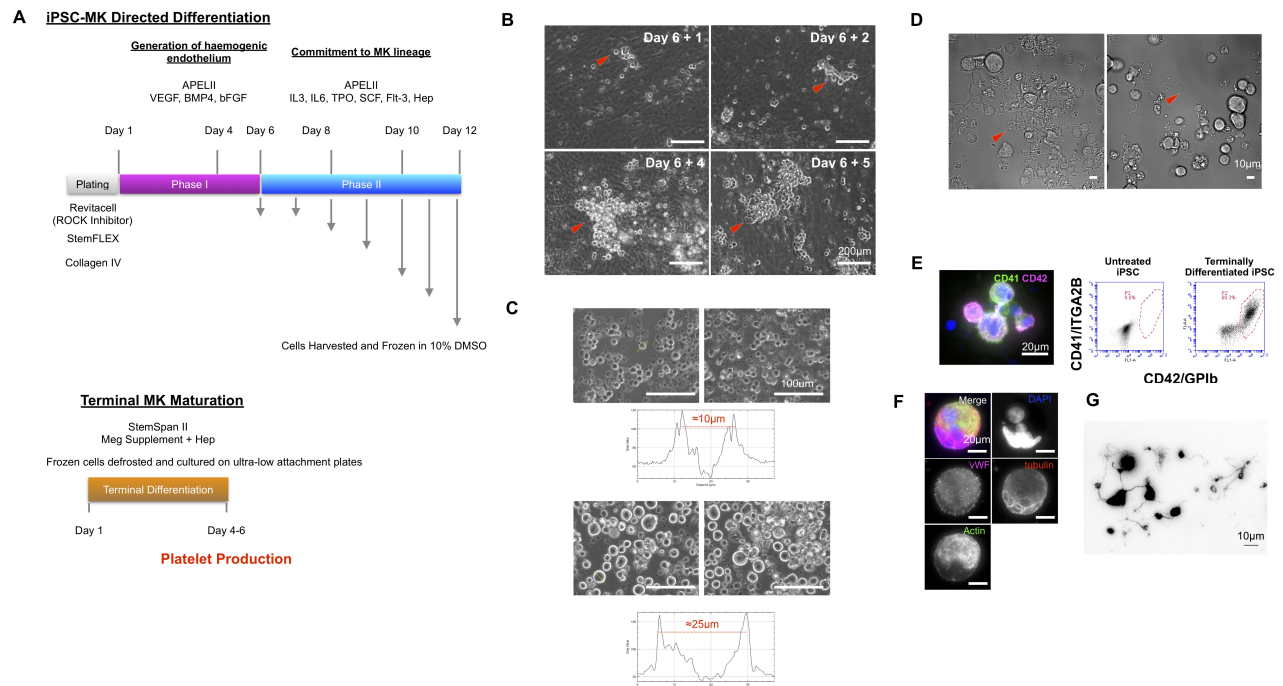 A
iPSC-MK Directed Differentiation
Generation of haemogenic
endothelium
Commitment to MK lineage
APELII
VEGF, BMP4, bFGF
APELII
IL3, IL6, TPO, SCF, Flt-3, Hep
Day 1
Day 4
Day 6
Day 8
Day 10
Day 12
Plating
Phase I
Phase II
Revitacell
(ROCK Inhibitor)
StemFLEX
Collagen IV
Cells Harvested and Frozen in 10% DMSO
Terminal MK Maturation
StemSpan II
Meg Supplement + Hep
Frozen cells defrosted and cultured on ultra-low attachment plates
Terminal Differentiation
Day 1
Day 4-6
Platelet Production
B
Day 6 + 1
Day 6 + 2
Day 6 + 4
Day 6 + 5
200µm
C
100um
≈10µm
≈25um
D
10µm
E
CD41 CD42
20µm
Untreated
iPSC
Terminally
Differentiated iPSC
CD41/ITGA2B
FL1-A
FL1-A
CD42/GPIb
F
Merge
20µm
DAPI
vWF
tubulin
Actin
G
10µm